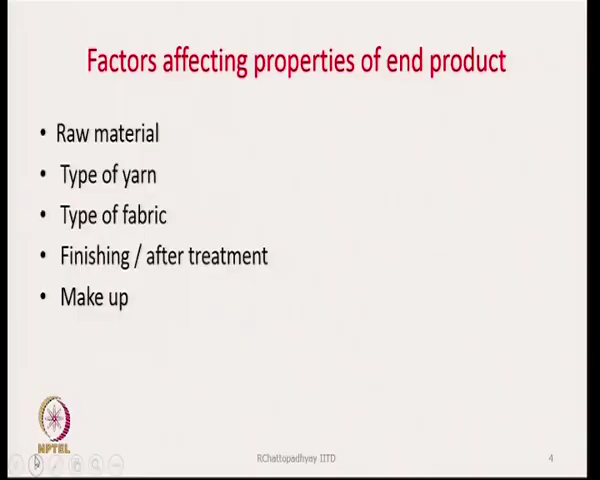 Factors affecting properties of end product
• Raw material
• Type of yarn
• Type of fabric
• Finishing / after treatment
• Make up
NPTEL
RChattopadhyay IITD
4